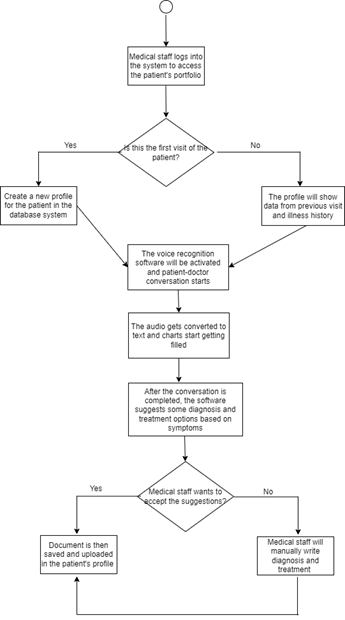 Medical staff logs into
the system to access
the patient's portfolio
Is this the first visit of the
patient?
Yes
No
Create a new profile
for the patient in the
database system
The profile will show
data from previous visit
and illness history
The voice recognition
software will be activated
and patient-doctor
conversation starts
The audio gets converted to
text and charts start getting
filled
After the conversation is
completed, the software
suggests some diagnosis and
treatment options based on
symptoms
Medical staff wants to
accept the suggestions?
Yes
No
Document is then
saved and uploaded
in the patient's profile
Medical staff will
manually write
diagnosis and
treatment